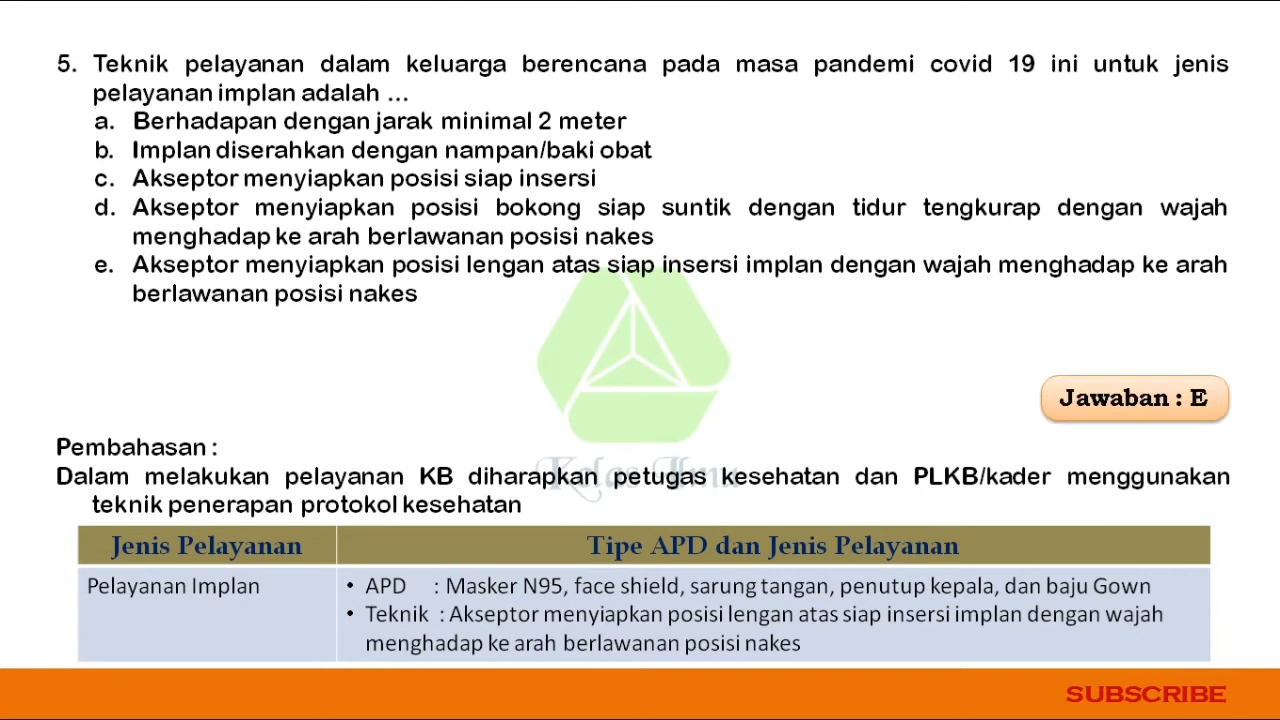 5. Teknik pelayanan dalam keluarga berencana pada masa pandemi covid 19 ini untuk jenis
pelayanan implan adalah ...
a. Berhadapan dengan jarak minimal 2 meter
b. Implan diserahkan dengan nampan/baki obat
c. Akseptor menyiapkan posisi siap insersi
d. Akseptor menyiapkan posisi bokong siap suntik dengan tidur tengkurap dengan wajah
menghadap ke arah berlawanan posisi nakes
e. Akseptor menyiapkan posisi lengan atas siap insersi implan dengan wajah menghadap ke arah
berlawanan posisi nakes
Jawaban : E
Pembahasan :
Kelas Ilmu
Dalam melakukan pelayanan KB diharapkan petugas kesehatan dan PLKB/kader menggunakan
teknik penerapan protokol kesehatan
Jenis Pelayanan
Tipe APD dan Jenis Pelayanan
Pelayanan Implan
• APD : Masker N95, face shield, sarung tangan, penutup kepala, dan baju Gown
• Teknik : Akseptor menyiapkan posisi lengan atas siap insersi implan dengan wajah
menghadap ke arah berlawanan posisi nakes
SUBSCRIBE